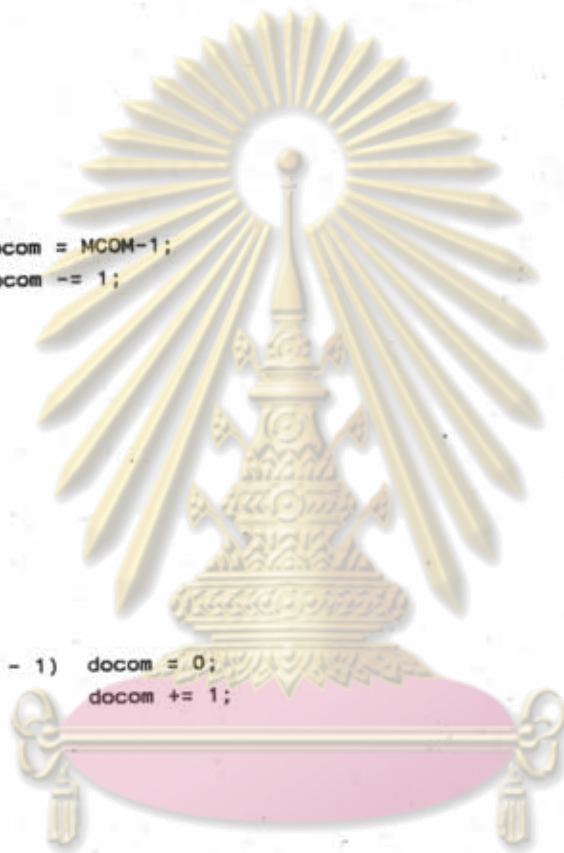 ocom = MCOM-1;
ocom -= 1;
- 1) docom = 0;
docom += 1;